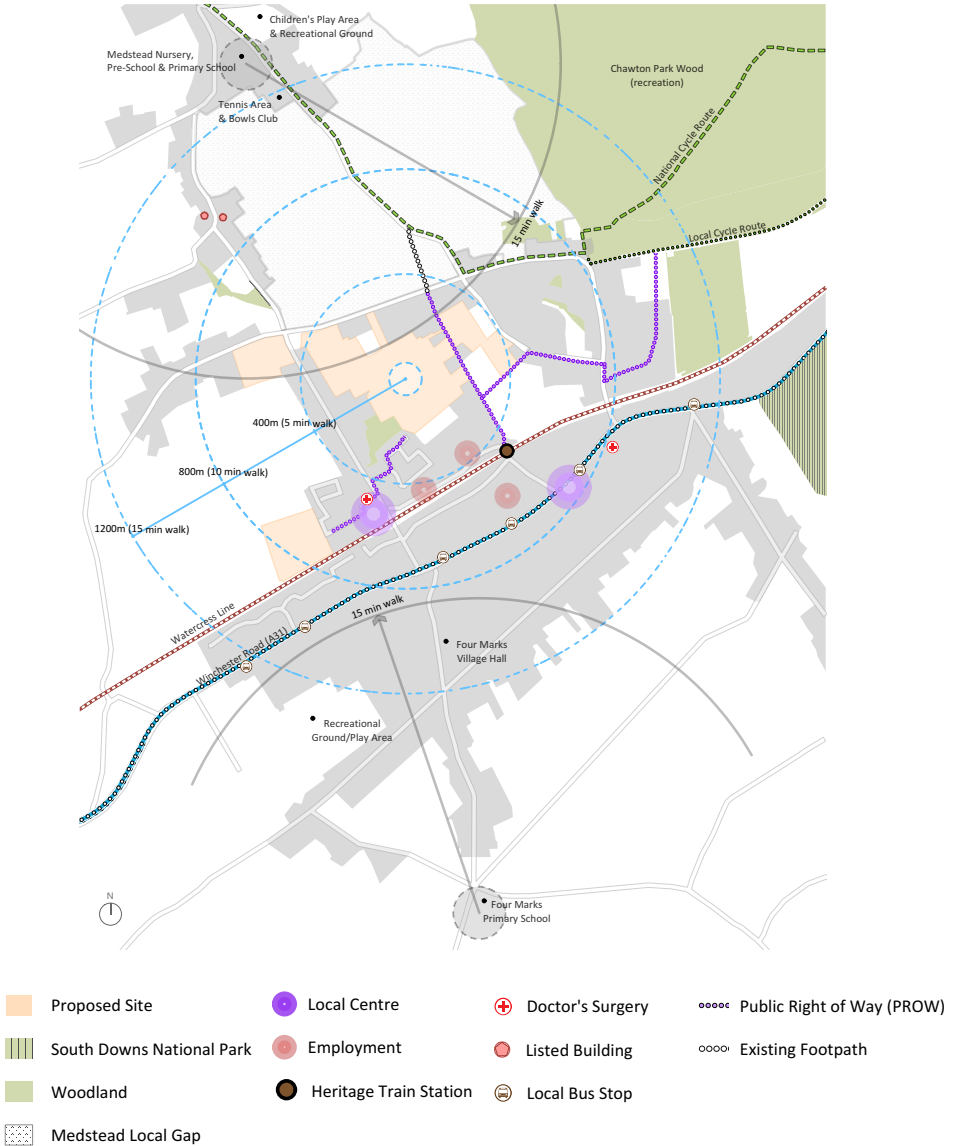 Children's Play Area
& Recreational Ground
Medstead Nursery,
Pre-School & Primary School
Tennis Area
& Bowls Club
Chawton Park Wood
(recreation)
National Cycle Route
15 min walk
Local Cycle Route
400m (5 min walk)
800m (10 min walk)
1200m (15 min walk)
Watercress Line
15 min walk
Winchester Road (A31)
Four Marks
Village Hall
Recreational
Ground/Play Area
N
Four Marks
Primary School
Proposed Site
South Downs National Park
Woodland
Medstead Local Gap
Local Centre
Employment
Heritage Train Station
Doctor's Surgery
Listed Building
Local Bus Stop
Public Right of Way (PROW)
Existing Footpath